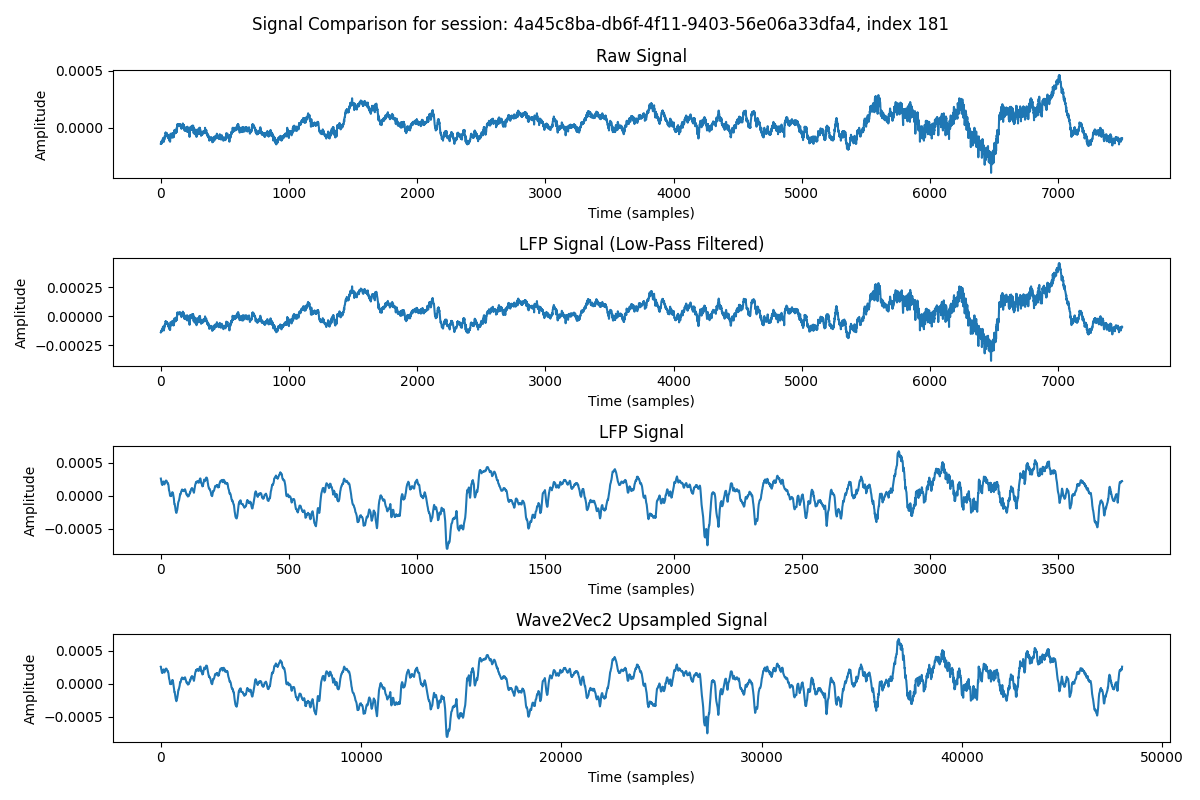 Signal Comparison for session: 4a45c8ba-db6f-4f11-9403-56e06a33dfa4, index 181
Raw Signal
0.0005
0.0000
Amplitude
0 1000 2000 3000 4000 5000 6000 7000
Time (samples)
LFP Signal (Low-Pass Filtered)
0.00025
0.00000
−0.00025
Amplitude
0 1000 2000 3000 4000 5000 6000 7000
Time (samples)
LFP Signal
0.0005
0.0000
−0.0005
Amplitude
0 500 1000 1500 2000 2500 3000 3500
Time (samples)
Wave2Vec2 Upsampled Signal
0.0005
0.0000
−0.0005
Amplitude
0 10000 20000 30000 40000 50000
Time (samples)